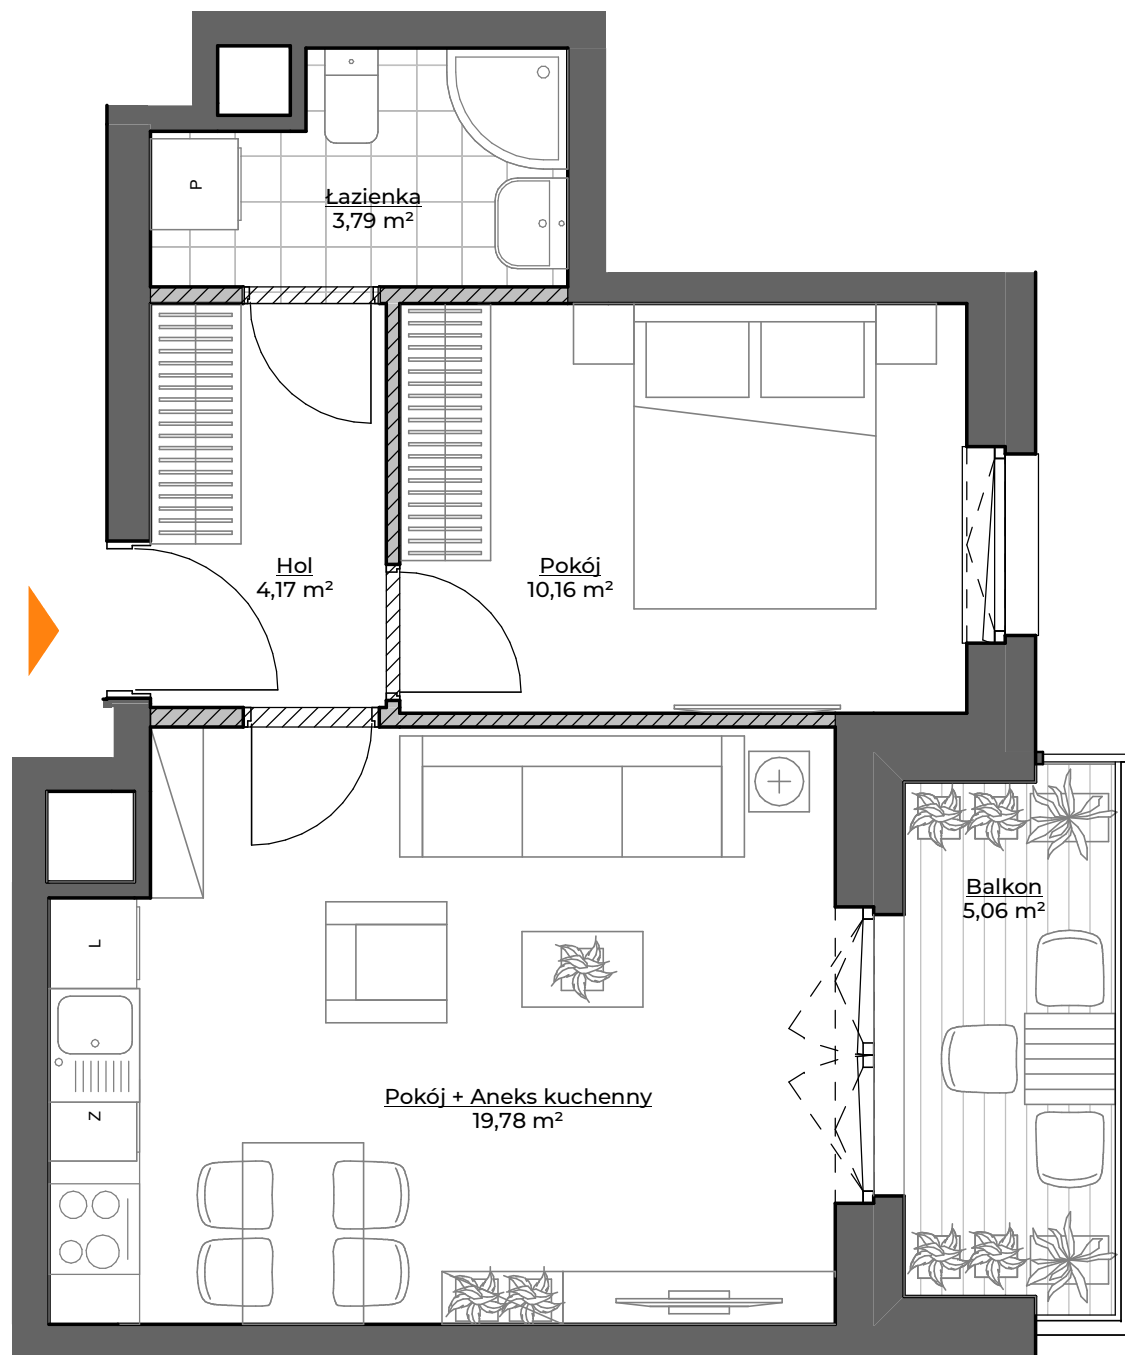 P
Łazienka
3,79 m²
Hol
4,17 m²
Pokój
10,16 m²
Balkon
5,06 m²
L
Pokój + Aneks kuchenny
19,78 m²
Z